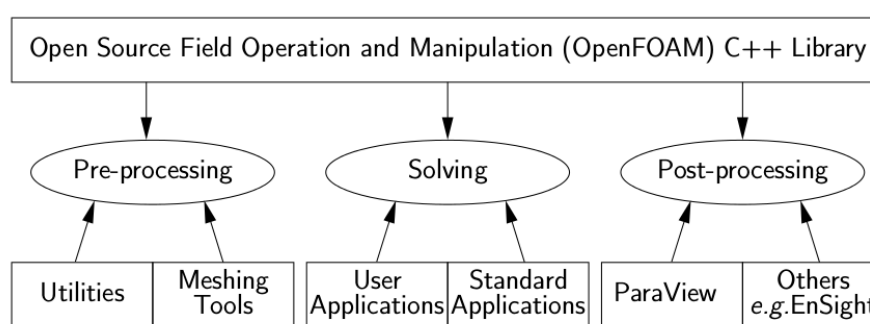 Open Source Field Operation and Manipulation (OpenFOAM) C++ Library
Pre-processing
Solving
Post-processing
Utilities
Meshing
Tools
User
Applications
Standard
Applications
ParaView
Others
e.g.EnSight